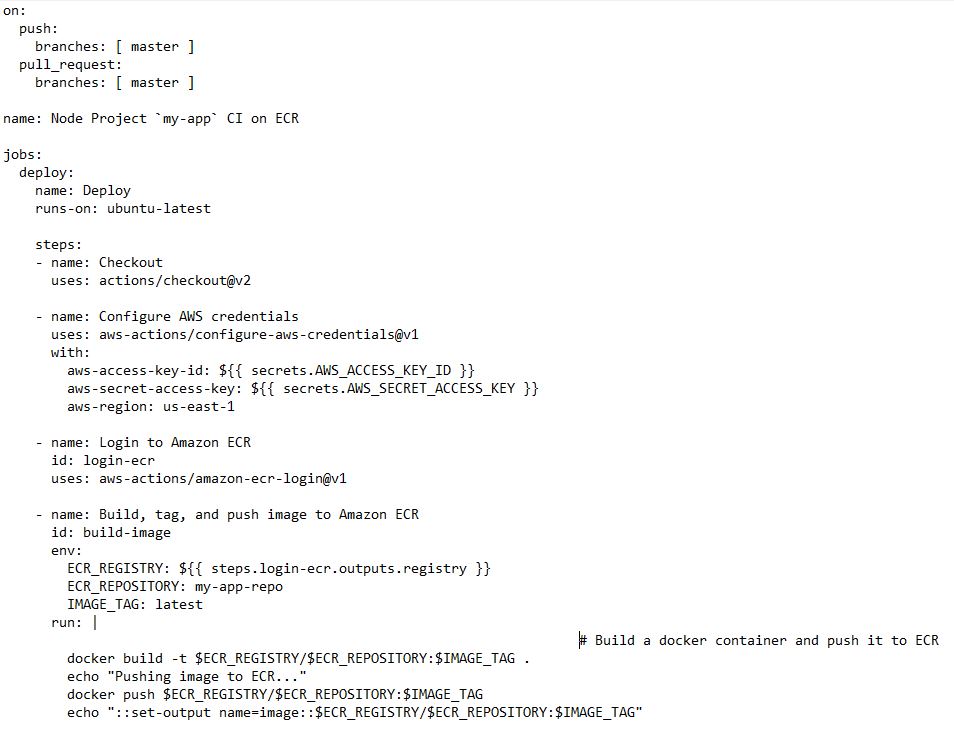 on:
  push:
    branches: [ master ]
  pull_request:
    branches: [ master ]

name: Node Project `my-app` CI on ECR

jobs:
  deploy:
    name: Deploy
    runs-on: ubuntu-latest

    steps:
    - name: Checkout
      uses: actions/checkout@v2

    - name: Configure AWS credentials
      uses: aws-actions/configure-aws-credentials@v1
      with:
        aws-access-key-id: ${{ secrets.AWS_ACCESS_KEY_ID }}
        aws-secret-access-key: ${{ secrets.AWS_SECRET_ACCESS_KEY }}
        aws-region: us-east-1

    - name: Login to Amazon ECR
      id: login-ecr
      uses: aws-actions/amazon-ecr-login@v1

    - name: Build, tag, and push image to Amazon ECR
      id: build-image
      env:
        ECR_REGISTRY: ${{ steps.login-ecr.outputs.registry }}
        ECR_REPOSITORY: my-app-repo
        IMAGE_TAG: latest
      run: |
                                                                        # Build a docker container and push it to ECR
        docker build -t $ECR_REGISTRY/$ECR_REPOSITORY:$IMAGE_TAG .
        echo "Pushing image to ECR..."
        docker push $ECR_REGISTRY/$ECR_REPOSITORY:$IMAGE_TAG
        echo "::set-output name=image::$ECR_REGISTRY/$ECR_REPOSITORY:$IMAGE_TAG"